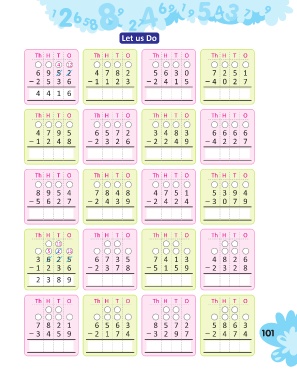 Let us Do
Th H T O Th H T O Th H T O Th H T O
6 9 5 2 4 7 8 2 5 6 3 0 7 2 5 1
- 2 5 3 6 - 2 4 1 6 - 2 4 1 5 - 4 0 2 7
4 4 1 6
Th H T O Th H T O Th H T O Th H T O
4 7 9 5 6 5 7 2 3 4 8 3 6 6 6 6
- 1 2 4 8 - 2 3 2 6 - 2 2 4 9 - 4 2 2 7
Th H T O Th H T O Th H T O Th H T O
8 9 5 4 7 8 4 8 4 7 5 1 5 3 9 4
- 5 6 2 7 - 2 4 2 9 - 2 4 2 4 - 3 0 7 9
Th H T O Th H T O Th H T O Th H T O
3 6 2 5 6 7 3 5 7 4 1 3
- 1 2 3 6 - 2 3 7 8 - 5 1 5 9
2 3 8 9
Th H T O Th H T O Th H T O Th H T O
7 8 2 1 6 5 6 3 8 5 7 2 5 4 6 3
- 3 4 5 9 - 1 1 7 4 - 3 2 9 7 - 2 8 7 4
101